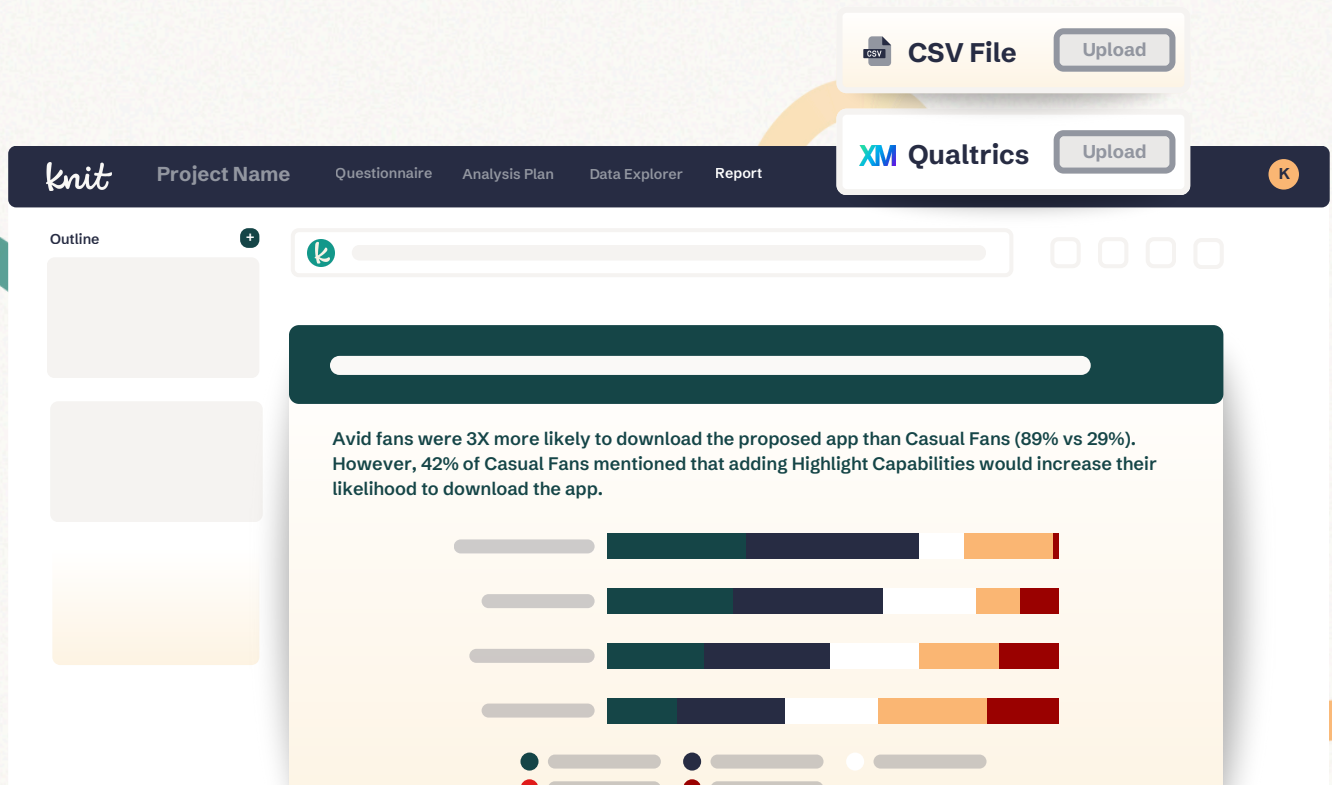 CSV
CSV File
Upload
XM
Qualtrics
Upload
knit
Project Name
Questionnaire
Analysis Plan
Data Explorer
Report
K
Outline
+
k
Avid fans were 3X more likely to download the proposed app than Casual Fans (89% vs 29%).
However, 42% of Casual Fans mentioned that adding Highlight Capabilities would increase their
likelihood to download the app.